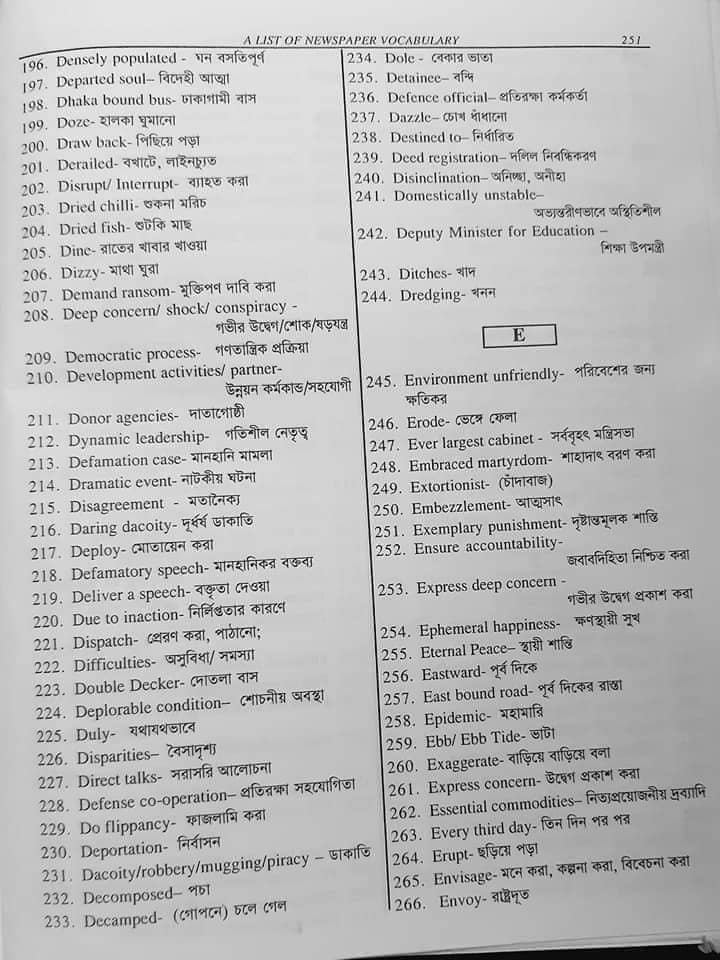 A LIST OF NEWSPAPER VOCABULARY 251
196. Densely populated - ঘন বসতিপূর্ণ
197. Departed soul– বিদেহী আত্মা
198. Dhaka bound bus- ঢাকাগামী বাস
199. Doze- হালকা ঘুমানো
200. Draw back- পিছিয়ে পড়া
201. Derailed- বখাটে, লাইনচ্যুত
202. Disrupt/ Interrupt- ব্যাহত করা
203. Dried chilli- শুকনা মরিচ
204. Dried fish- শুটকি মাছ
205. Dine- রাতের খাবার খাওয়া
206. Dizzy- মাথা ঘুরা
207. Demand ransom- মুক্তিপণ দাবি করা
208. Deep concern/ shock/ conspiracy -
গভীর উদ্বেগ/শোক/ষড়যন্ত্র
209. Democratic process- গণতান্ত্রিক প্রক্রিয়া
210. Development activities/ partner-
উন্নয়ন কর্মকান্ড/সহযোগী
211. Donor agencies- দাতাগোষ্ঠী
212. Dynamic leadership- গতিশীল নেতৃত্ব
213. Defamation case- মানহানি মামলা
214. Dramatic event- নাটকীয় ঘটনা
215. Disagreement - মতানৈক্য
216. Daring dacoity- দূর্ধর্ষ ডাকাতি
217. Deploy- মোতায়েন করা
218. Defamatory speech- মানহানিকর বক্তব্য
219. Deliver a speech- বক্তৃতা দেওয়া
220. Due to inaction- নির্লিপ্ততার কারণে
221. Dispatch- প্রেরণ করা, পাঠানো;
222. Difficulties- অসুবিধা/ সমস্যা
223. Double Decker- দোতলা বাস
224. Deplorable condition– শোচনীয় অবস্থা
225. Duly- যথাযথভাবে
226. Disparities– বৈসাদৃশ্য
227. Direct talks- সরাসরি আলোচনা
228. Defense co-operation– প্রতিরক্ষা সহযোগিতা
229. Do flippancy- ফাজলামি করা
230. Deportation- নির্বাসন
231. Dacoity/robbery/mugging/piracy – ডাকাতি
232. Decomposed– পচা
233. Decamped- (গোপনে) চলে গেল
234. Dole - বেকার ভাতা
235. Detainee– বন্দি
236. Defence official– প্রতিরক্ষা কর্মকর্তা
237. Dazzle– চোখ ধাঁধানো
238. Destined to– নির্ধারিত
239. Deed registration– দলিল নিবন্ধিকরণ
240. Disinclination– অনিচ্ছা, অনীহা
241. Domestically unstable–
অভ্যন্তরীণভাবে অস্থিতিশীল
242. Deputy Minister for Education –
শিক্ষা উপমন্ত্রী
243. Ditches- খাদ
244. Dredging- খনন
E
245. Environment unfriendly- পরিবেশের জন্য
ক্ষতিকর
246. Erode- ভেঙ্গে ফেলা
247. Ever largest cabinet - সর্ববৃহৎ মন্ত্রিসভা
248. Embraced martyrdom- শাহাদাৎ বরণ করা
249. Extortionist- (চাঁদাবাজ)
250. Embezzlement- আত্মসাৎ
251. Exemplary punishment- দৃষ্টান্তমূলক শাস্তি
252. Ensure accountability-
জবাবদিহিতা নিশ্চিত করা
253. Express deep concern -
গভীর উদ্বেগ প্রকাশ করা
254. Ephemeral happiness- ক্ষণস্থায়ী সুখ
255. Eternal Peace– স্থায়ী শান্তি
256. Eastward- পূর্ব দিকে
257. East bound road- পূর্ব দিকের রাস্তা
258. Epidemic- মহামারি
259. Ebb/ Ebb Tide- ভাটা
260. Exaggerate- বাড়িয়ে বাড়িয়ে বলা
261. Express concern- উদ্বেগ প্রকাশ করা
262. Essential commodities– নিত্যপ্রয়োজনীয় দ্রব্যাদি
263. Every third day- তিন দিন পর পর
264. Erupt- ছড়িয়ে পড়া
265. Envisage- মনে করা, কল্পনা করা, বিবেচনা করা
266. Envoy- রাষ্ট্রদূত